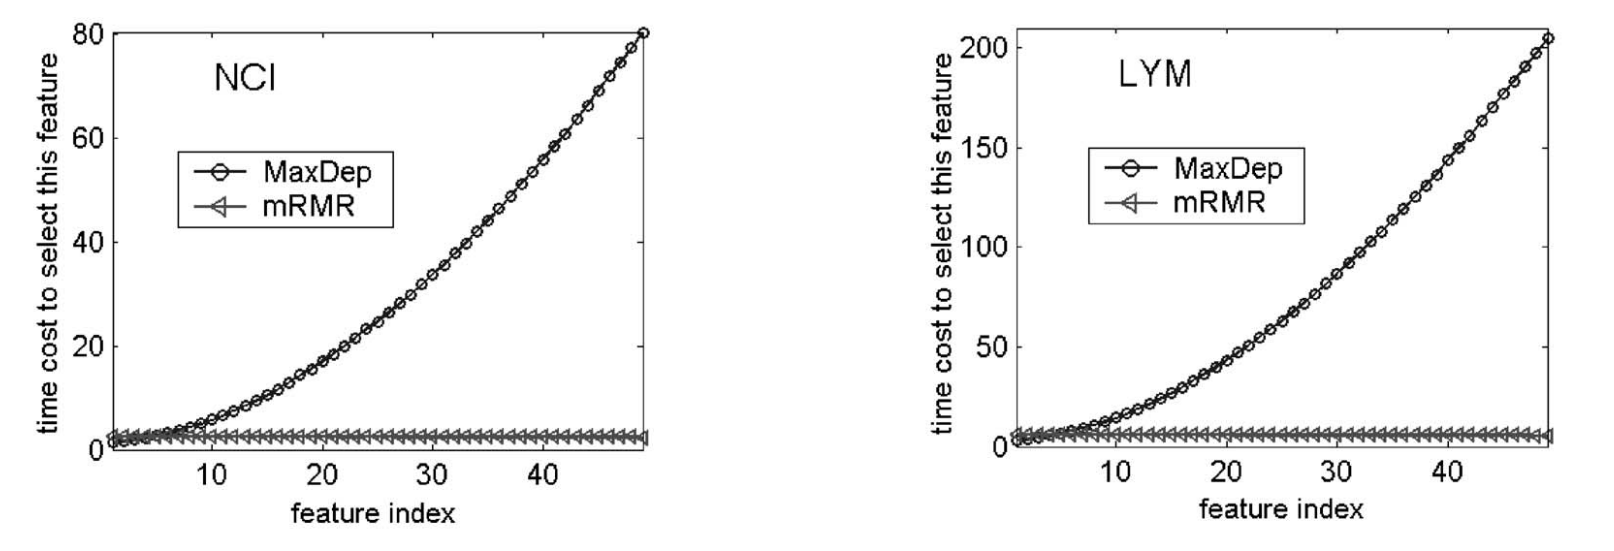 time cost to select this feature
80
60
40
20
0
NCI
MaxDep
mRMR
10 20 30 40
feature index
time cost to select this feature
200
150
100
50
0
LYM
MaxDep
mRMR
10 20 30 40
feature index